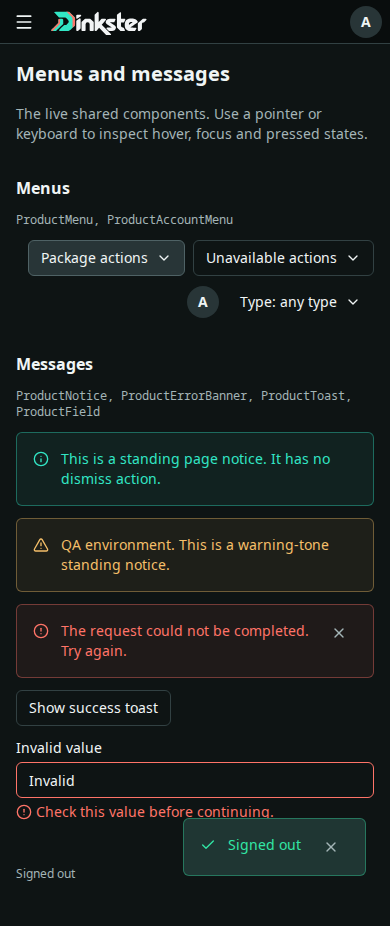 Dinkster
A
Menus and messages
The live shared components. Use a pointer or
keyboard to inspect hover, focus and pressed states.
Menus
ProductMenu, ProductAccountMenu
Package actions
Unavailable actions
A
Type: any type
Messages
ProductNotice, ProductErrorBanner, ProductToast,
ProductField
This is a standing page notice. It has no
dismiss action.
QA environment. This is a warning-tone
standing notice.
The request could not be completed.
Try again.
Show success toast
Invalid value
Invalid
Check this value before continuing.
Signed out
Signed out